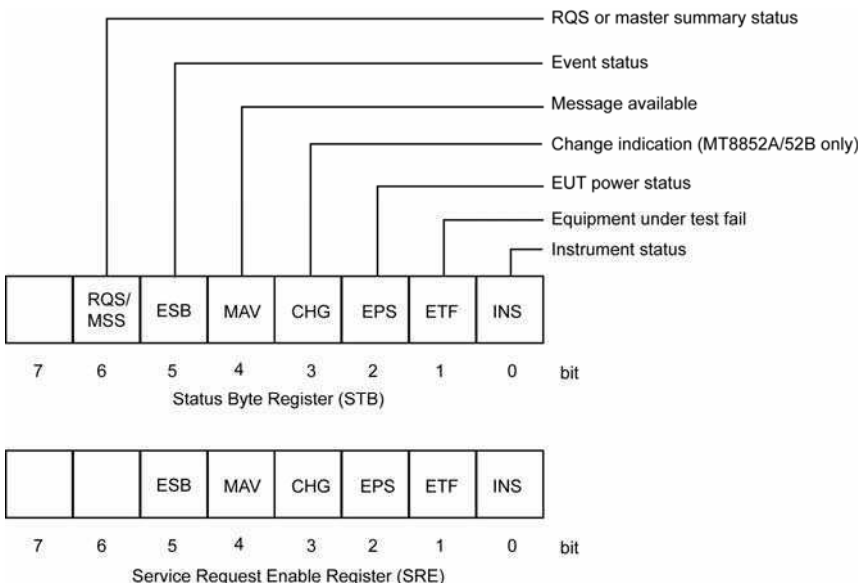 RQS or master summary status
Event status
Message available
Change indication (MT8852A/52B only)
EUT power status
Equipment under test fail
Instrument status
RQS/
MSS ESB MAV CHG EPS ETF INS
7 6 5 4 3 2 1 0 bit
Status Byte Register (STB)
ESB MAV CHG EPS ETF INS
7 6 5 4 3 2 1 0 bit
Service Request Enable Register (SRE)